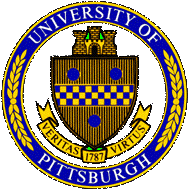 UNIVERSITY OF
PITTSBURGH
VERITAS
1787
VIRTUS